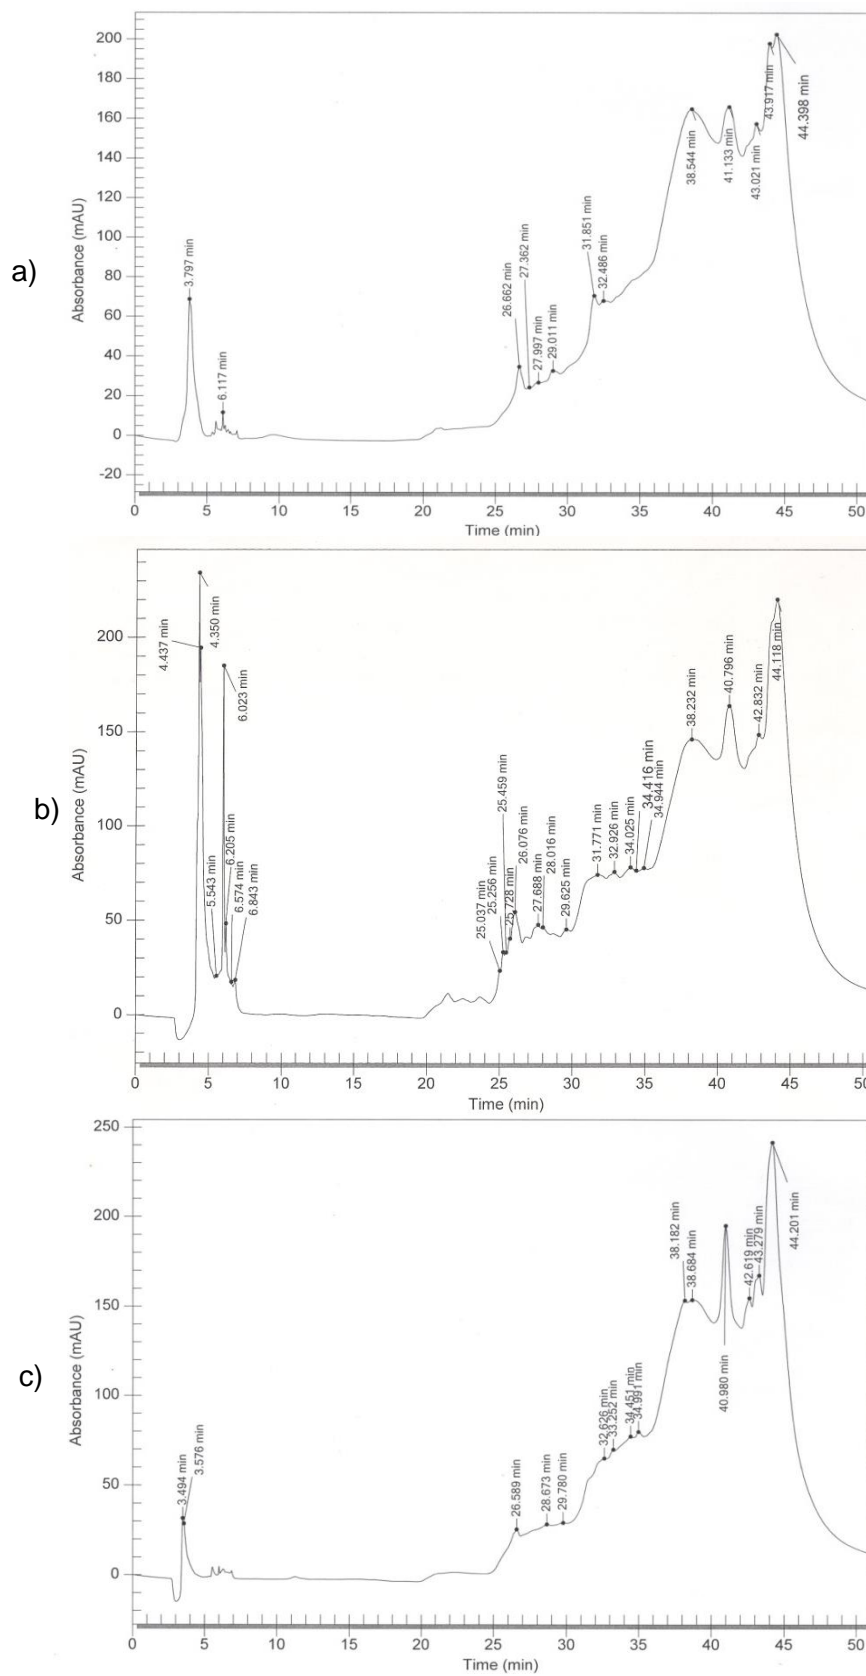 a)
Absorbance (mAU)
200
180
160
140
120
100
80
60
40
20
0
-20
3.797 min
6.117 min
26.662 min
27.362 min
27.997 min
29.011 min
31.851 min
32.486 min
38.544 min
41.133 min
43.021 min
43.917 min
44.398 min
0 5 10 15 20 25 30 35 40 45 50
Time (min)
b)
Absorbance (mAU)
200
150
100
50
0
4.437 min
4.350 min
5.543 min
6.023 min
6.205 min
6.574 min
6.843 min
25.037 min
25.256 min
25.459 min
25.728 min
26.076 min
27.688 min
28.016 min
29.625 min
31.771 min
32.926 min
34.025 min
34.416 min
34.944 min
38.232 min
40.796 min
42.832 min
44.118 min
0 5 10 15 20 25 30 35 40 45 50
Time (min)
c)
Absorbance (mAU)
250
200
150
100
50
0
3.494 min
3.576 min
26.589 min
28.673 min
29.780 min
32.626 min
33.252 min
34.451 min
34.991 min
38.182 min
38.684 min
40.980 min
42.619 min
43.279 min
44.201 min
0 5 10 15 20 25 30 35 40 45 50
Time (min)